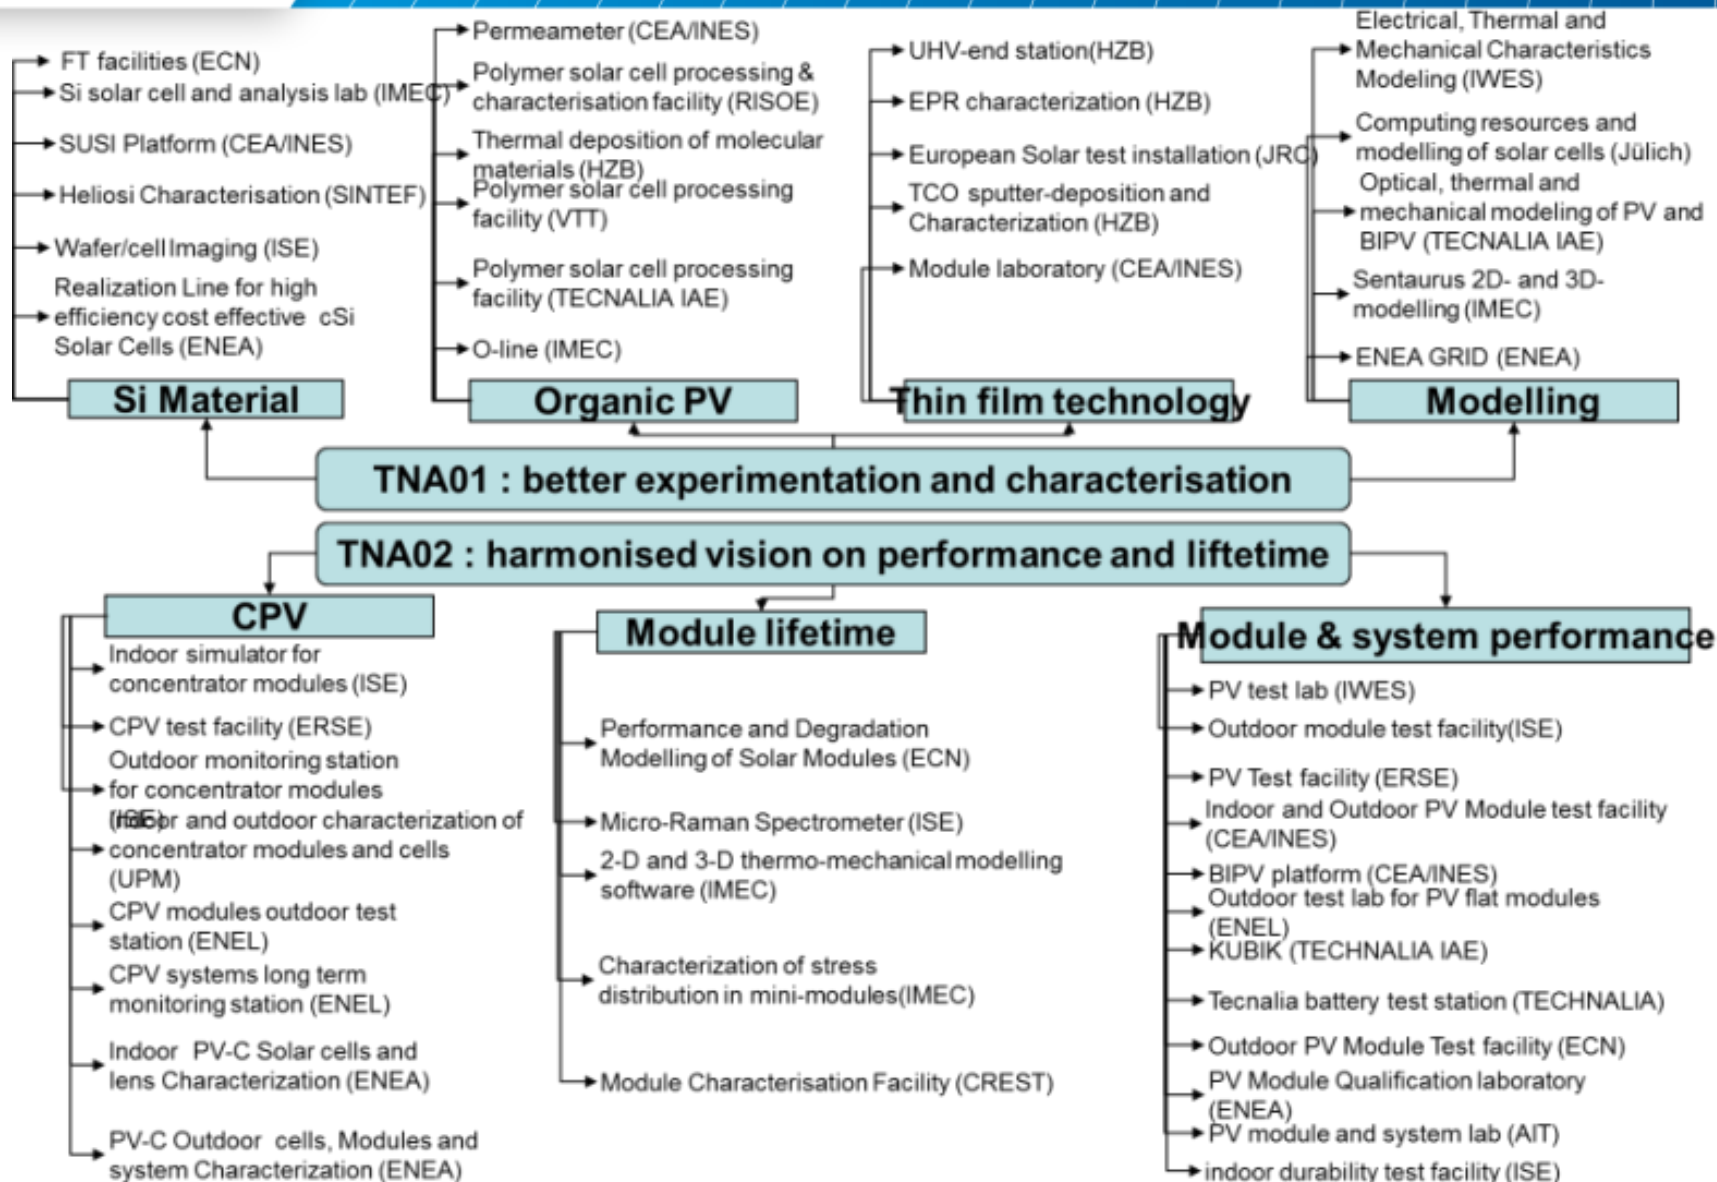 FT facilities (ECN)
Si solar cell and analysis lab (IMEC)
SUSI Platform (CEA/INES)
Heliosi Characterisation (SINTEF)
Wafer/cell Imaging (ISE)
Realization Line for high
efficiency cost effective cSi
Solar Cells (ENEA)
Si Material
Permeameter (CEA/INES)
Polymer solar cell processing &
characterisation facility (RISOE)
Thermal deposition of molecular
materials (HZB)
Polymer solar cell processing
facility (VTT)
Polymer solar cell processing
facility (TECNALIA IAE)
O-line (IMEC)
Organic PV
UHV-end station(HZB)
EPR characterization (HZB)
European Solar test installation (JRC)
TCO sputter-deposition and
Characterization (HZB)
Module laboratory (CEA/INES)
Thin film technology
Electrical, Thermal and
Mechanical Characteristics
Modeling (IWES)
Computing resources and
modelling of solar cells (Jülich)
Optical, thermal and
mechanical modeling of PV and
BIPV (TECNALIA IAE)
Sentaurus 2D- and 3D-
modelling (IMEC)
ENEA GRID (ENEA)
Modelling
TNA01 : better experimentation and characterisation
TNA02 : harmonised vision on performance and liftetime
CPV
Indoor simulator for
concentrator modules (ISE)
CPV test facility (ERSE)
Outdoor monitoring station
for concentrator modules
(ISE)
Indoor and outdoor characterization of
concentrator modules and cells
(UPM)
CPV modules outdoor test
station (ENEL)
CPV systems long term
monitoring station (ENEL)
Indoor PV-C Solar cells and
lens Characterization (ENEA)
PV-C Outdoor cells, Modules and
system Characterization (ENEA)
Module lifetime
Performance and Degradation
Modelling of Solar Modules (ECN)
Micro-Raman Spectrometer (ISE)
2-D and 3-D thermo-mechanical modelling
software (IMEC)
Characterization of stress
distribution in mini-modules(IMEC)
Module Characterisation Facility (CREST)
Module & system performance
PV test lab (IWES)
Outdoor module test facility(ISE)
PV Test facility (ERSE)
Indoor and Outdoor PV Module test facility
(CEA/INES)
BIPV platform (CEA/INES)
Outdoor test lab for PV flat modules
(ENEL)
KUBIK (TECHNALIA IAE)
Tecnalia battery test station (TECHNALIA)
Outdoor PV Module Test facility (ECN)
PV Module Qualification laboratory
(ENEA)
PV module and system lab (AIT)
indoor durability test facility (ISE)